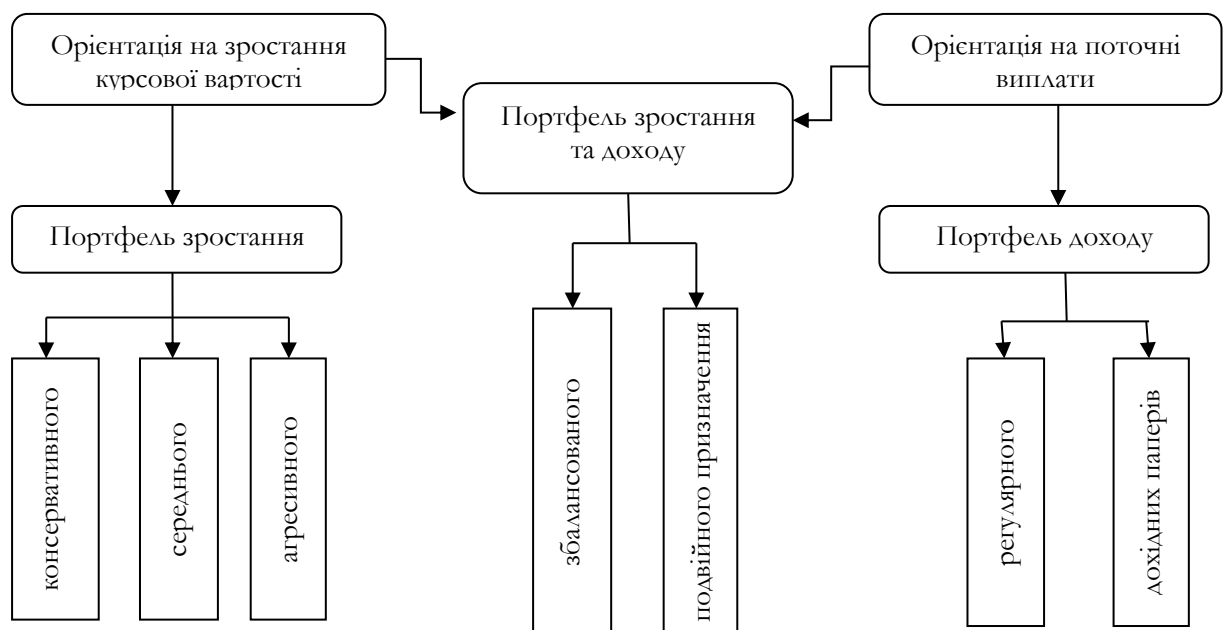 Орієнтація на зростання
курсової вартості
Орієнтація на поточні
виплати
Портфель зростання
та доходу
Портфель зростання
Портфель доходу
консервативного
середнього
агресивного
збалансованого
подвійного призначення
регулярного
дохідних паперів